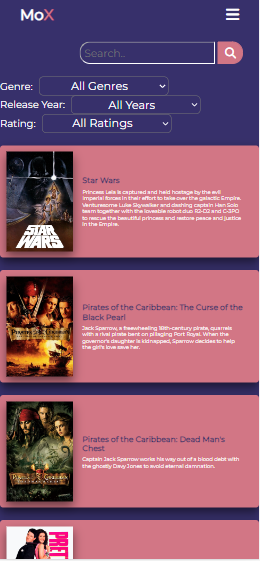 MoX
Search...
Genre: All Genres
Release Year: All Years
Rating: All Ratings
STAR
WARS
Star Wars
Princess Leia is captured and held hostage by the evil
Imperial forces in their effort to take over the galactic Empire.
Venturesome Luke Skywalker and dashing captain Han Solo
team together with the loveable robot duo R2-D2 and C-3PO
to rescue the beautiful princess and restore peace and justice
in the Empire.
Pirates of the Caribbean: The Curse of the
Black Pearl
Jack Sparrow, a freewheeling 18th-century pirate, quarrels
with a rival pirate bent on pillaging Port Royal. When the
governor's daughter is kidnapped, Sparrow decides to help
the girl's love save her.
Pirates of the Caribbean: Dead Man's
Chest
Captain Jack Sparrow works his way out of a blood debt with
the ghostly Davy Jones to avoid eternal damnation.